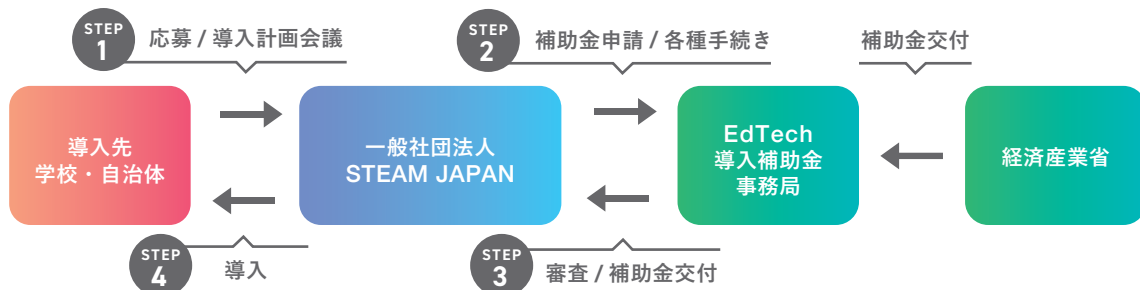 STEP
1
応募 / 導入計画会議
STEP
2
補助金申請 / 各種手続き
補助金交付
導入先
学校・自治体
一般社団法人
STEAM JAPAN
EdTech
導入補助金
事務局
経済産業省
STEP
4
導入
STEP
3
審査 / 補助金交付